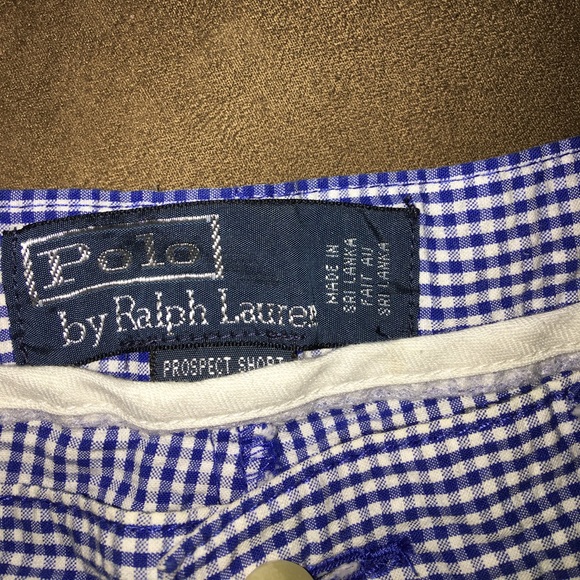 Polo
by Ralph Lauren
MADE IN
SRI LANKA
FAIT AU
SRI LANKA
PROSPECT SHORT